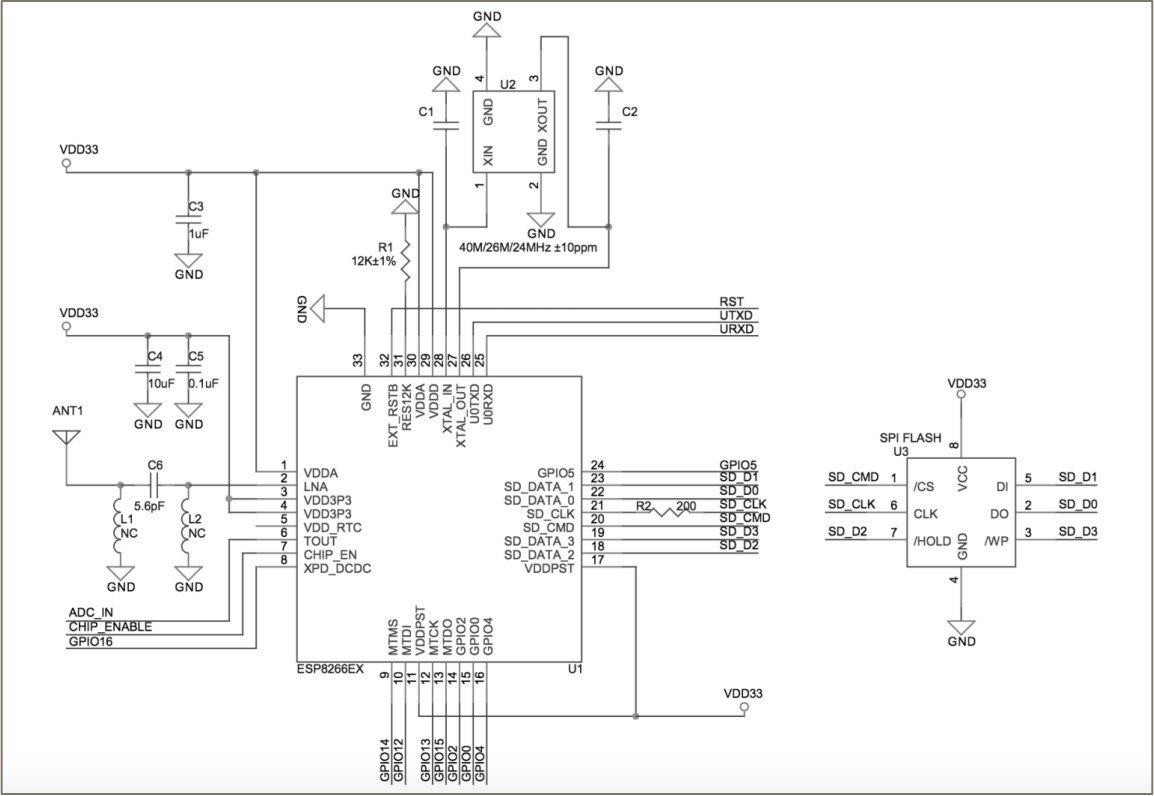 GND
GND
GND
4
3
U2
C1
GND
XOUT
C2
XIN
GND
VDD33
1
2
GND
C3
1uF
GND
R1
12K±1%
GND
40M/26M/24MHz ±10ppm
GND
RST
UTXD
URXD
VDD33
C4
10uF
C5
0.1uF
GND
GND
33
32
31
30
29
28
27
26
25
GND
EXT_RSTB
RES12K
VDDA
VDDD
XTAL_IN
XTAL_OUT
U0TXD
U0RXD
ANT1
C6
5.6pF
L1
NC
L2
NC
GND
GND
1
VDDA
2
LNA
3
VDD3P3
4
VDD3P3
5
VDD_RTC
6
TOUT
7
CHIP_EN
8
XPD_DCDC
ADC_IN
CHIP_ENABLE
GPIO16
GPIO5
24
GPIO5
SD_DATA_1
23
SD_D1
SD_DATA_0
22
SD_D0
SD_CLK
21
R2
200
SD_CLK
SD_CMD
20
SD_CMD
SD_DATA_3
19
SD_D3
SD_DATA_2
18
SD_D2
VDDPST
17
MTMS
MTDI
VDDPST
MTCK
MTDO
GPIO2
GPIO0
GPIO4
ESP8266EX
U1
9
10
11
12
13
14
15
16
GPIO14
GPIO12
GPIO13
GPIO15
GPIO2
GPIO0
GPIO4
VDD33
VDD33
SPI FLASH
U3
8
VCC
SD_CMD
1
/CS
DI
5
SD_D1
SD_CLK
6
CLK
DO
2
SD_D0
SD_D2
7
/HOLD
GND
/WP
3
SD_D3
4
GND